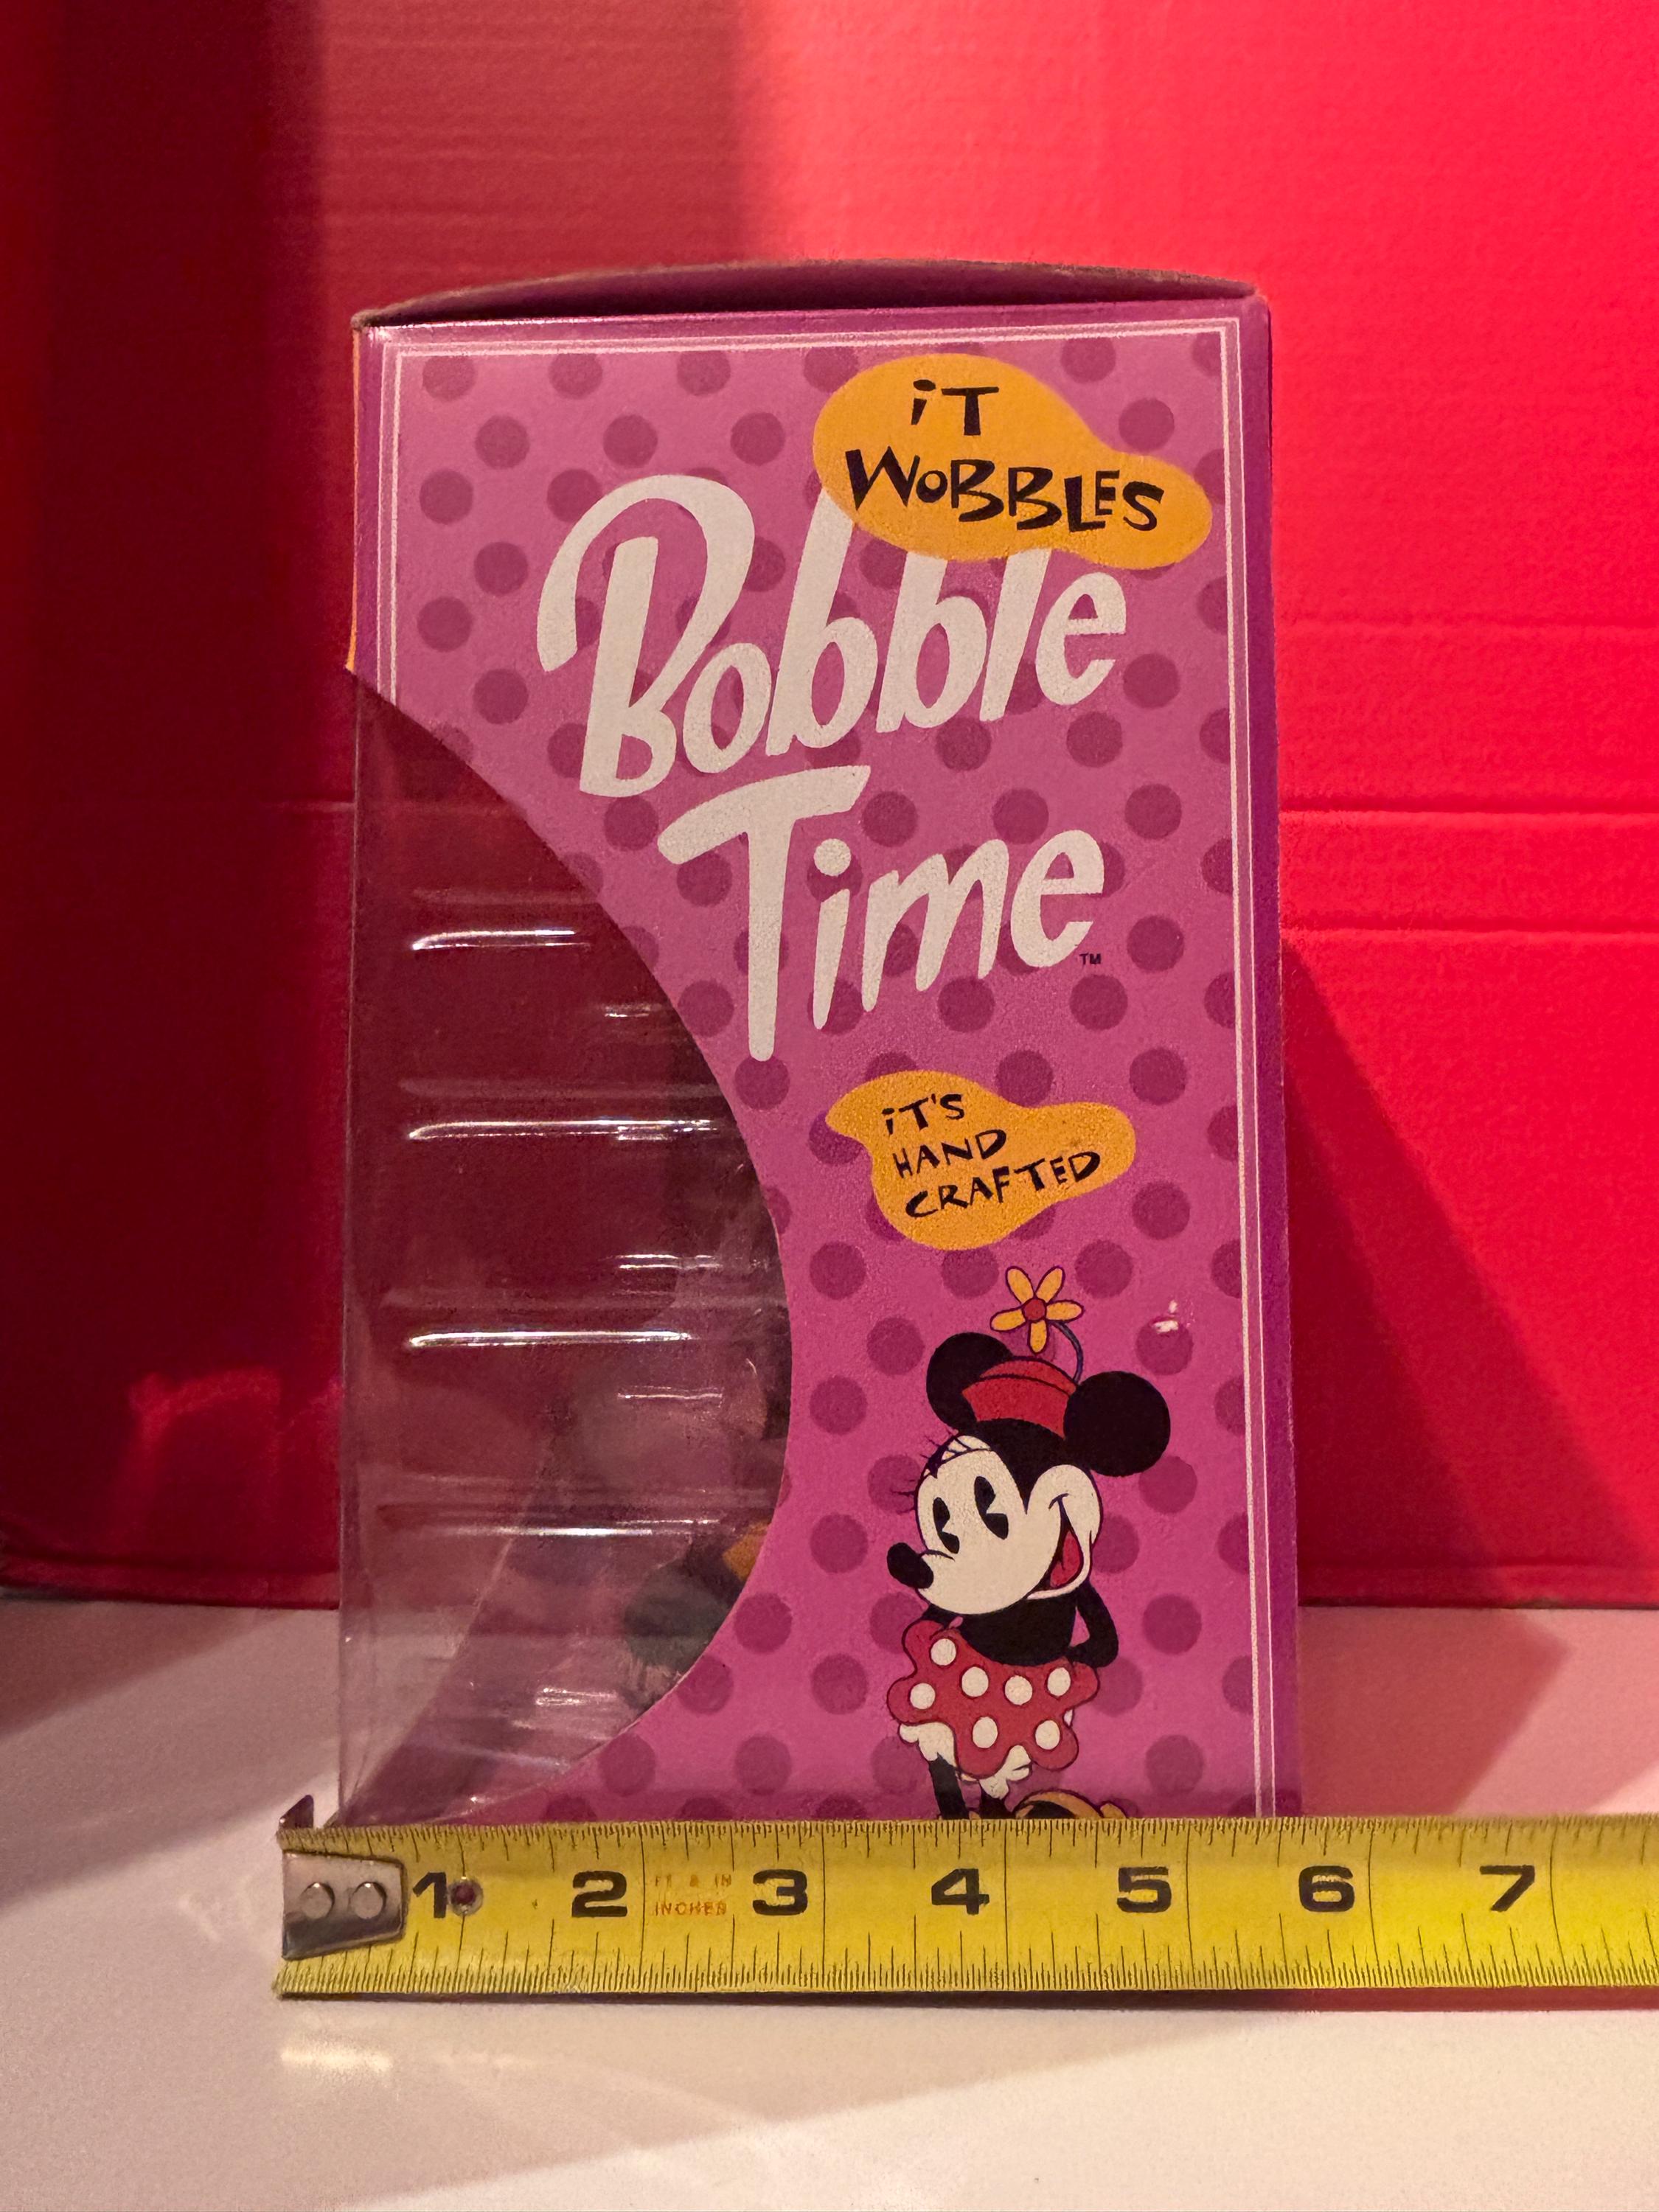 iT
WOBBLES
Bobble
Time
TM
iT'S
HAND
CRAFTED
1 2 FT & IN 3 4 5 6 7
INCHES